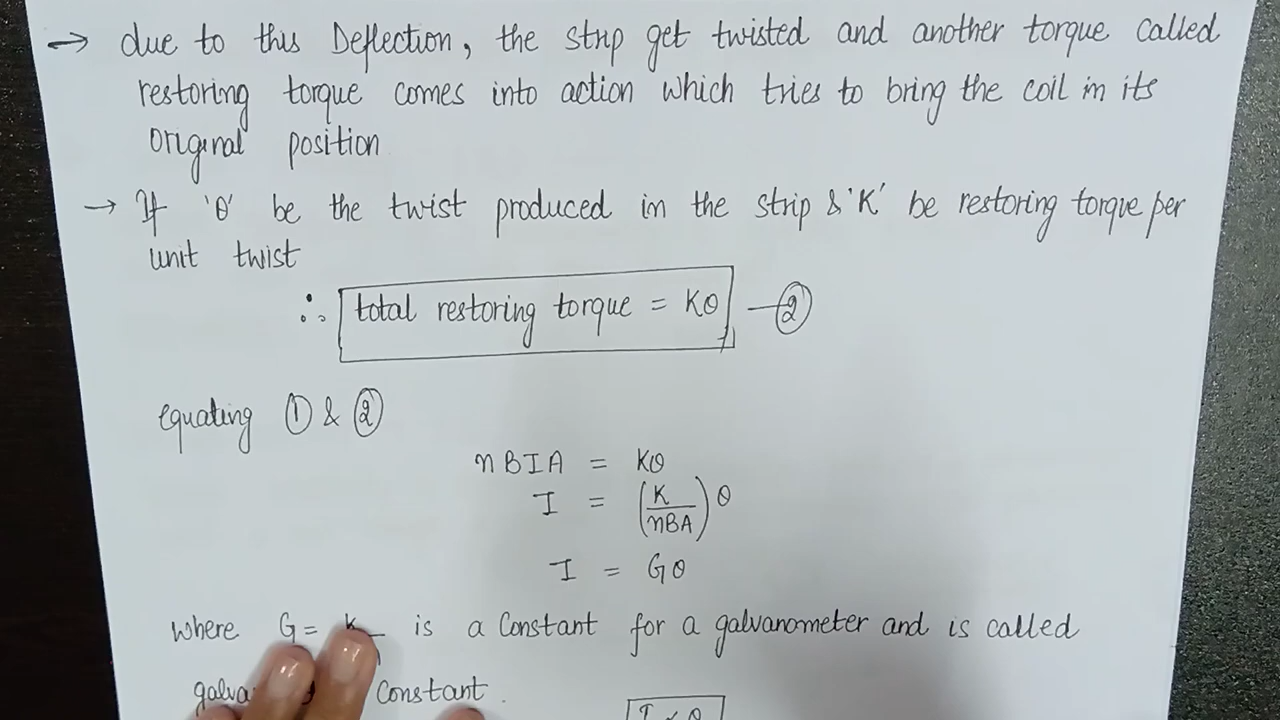 → due to this Deflection, the strip get twisted and another torque called
restoring torque comes into action which tries to bring the coil in its
original position
→ If 'θ' be the twist produced in the strip & 'K' be restoring torque per
unit twist
∴ total restoring torque = Kθ — ②
equating ① & ②
nBIA = Kθ
I = (K/nBA) θ
I = Gθ
Where G = K is a Constant for a galvanometer and is called
Constant.